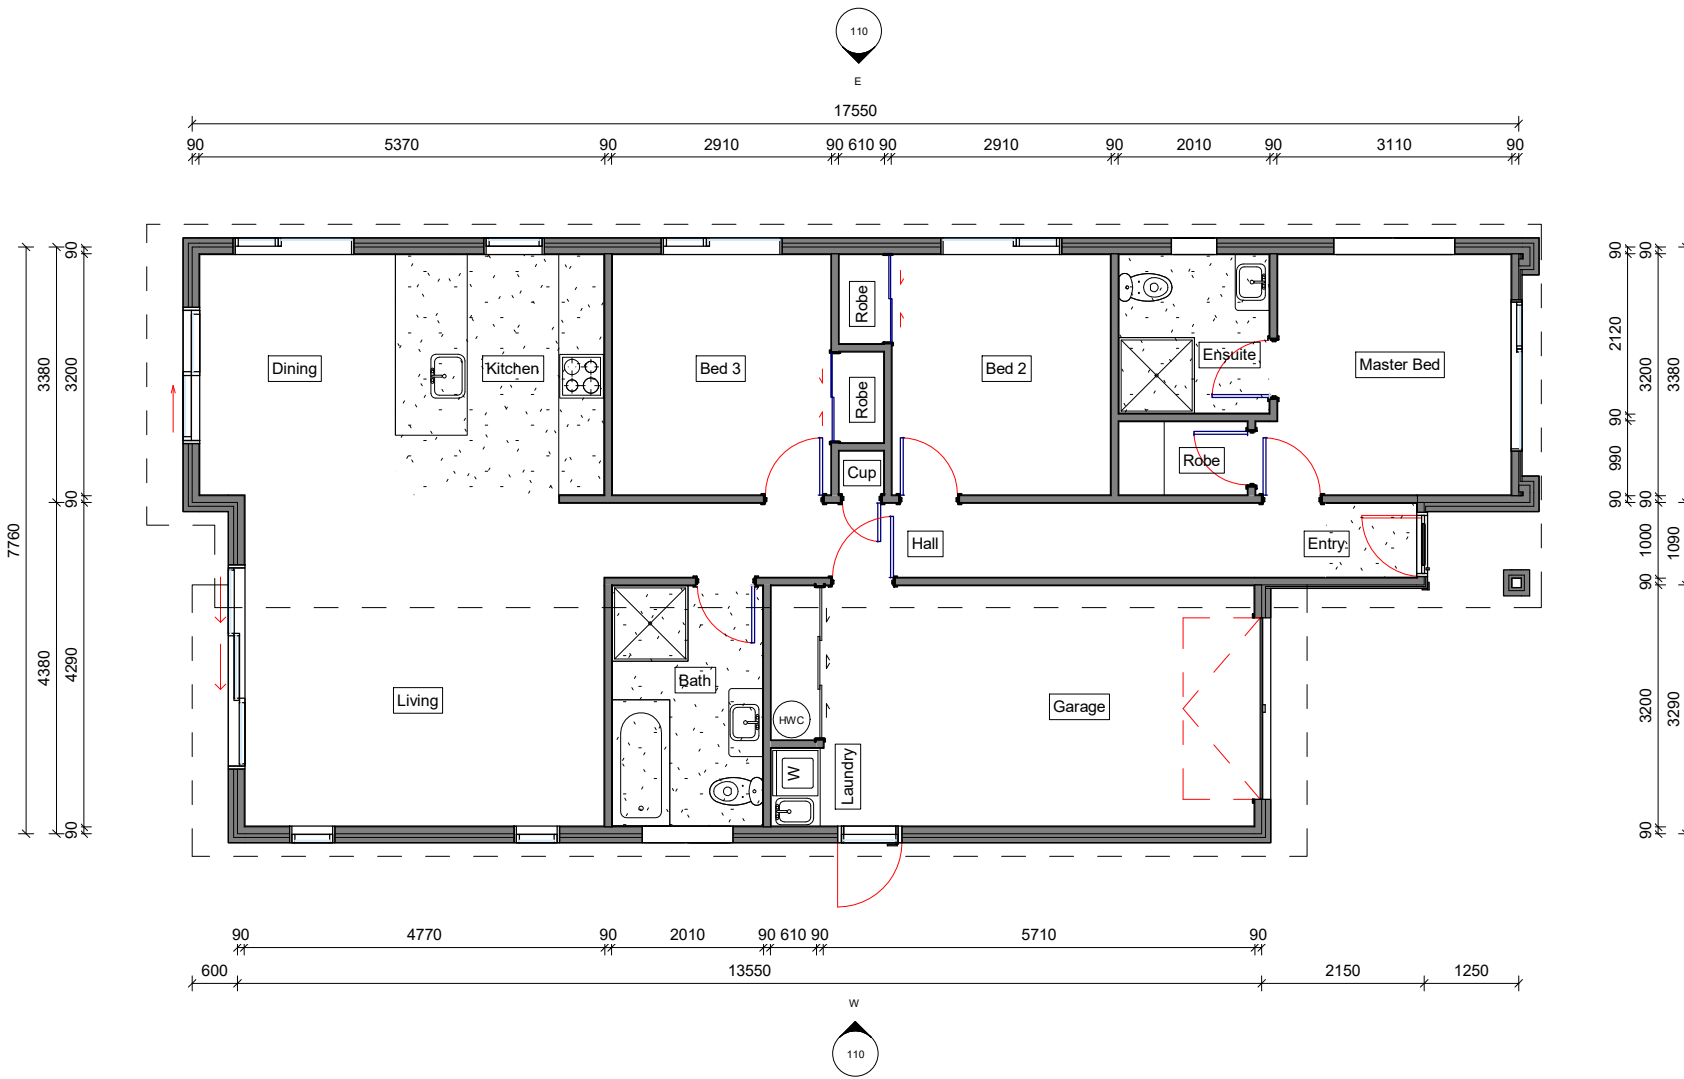 110
E
17550
90 5370 90 2910 90 610 90 2910 90 2010 90 3110 90
7760
3380 4380
90 3200 90 4290 90
90 2120 90 990 90
90 3200 90 1000 90 3200 90
3380 1090 3290
Dining
Kitchen
Bed 3
Robe
Robe
Cup
Bed 2
Ensuite
Robe
Master Bed
Hall
Entry
Living
Bath
HWC
W
Laundry
Garage
90 4770 90 2010 90 610 90 5710 90
600 13550 2150 1250
W
110